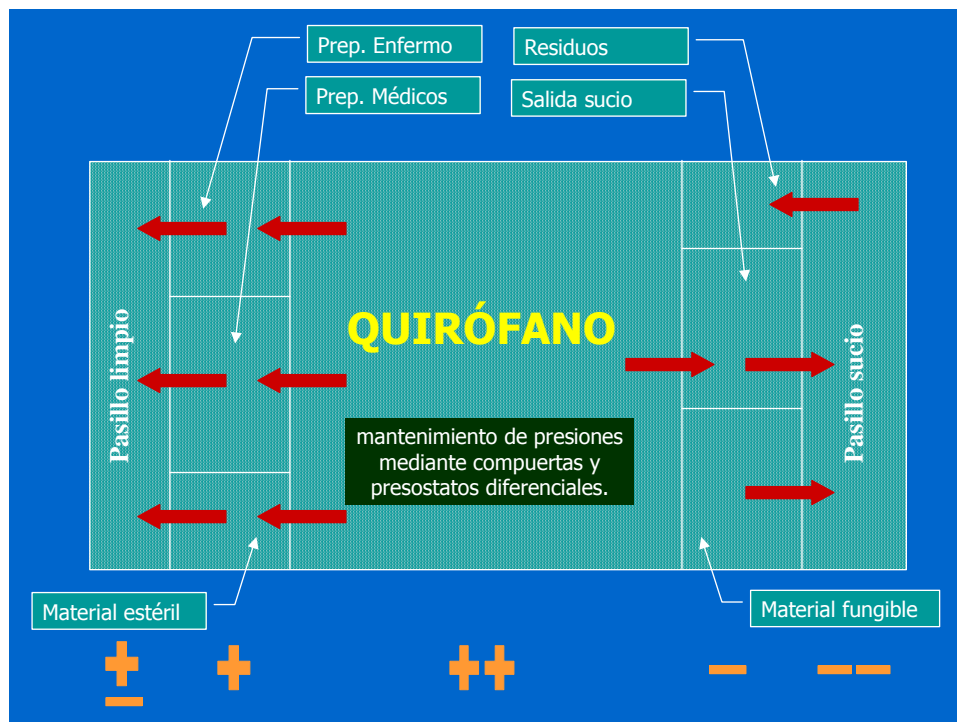 Prep. Enfermo
Residuos
Prep. Médicos
Salida sucio
Pasillo limpio
QUIRÓFANO
Pasillo sucio
mantenimiento de presiones
mediante compuertas y
presostatos diferenciales.
Material estéril
Material fungible
± + ++ - --